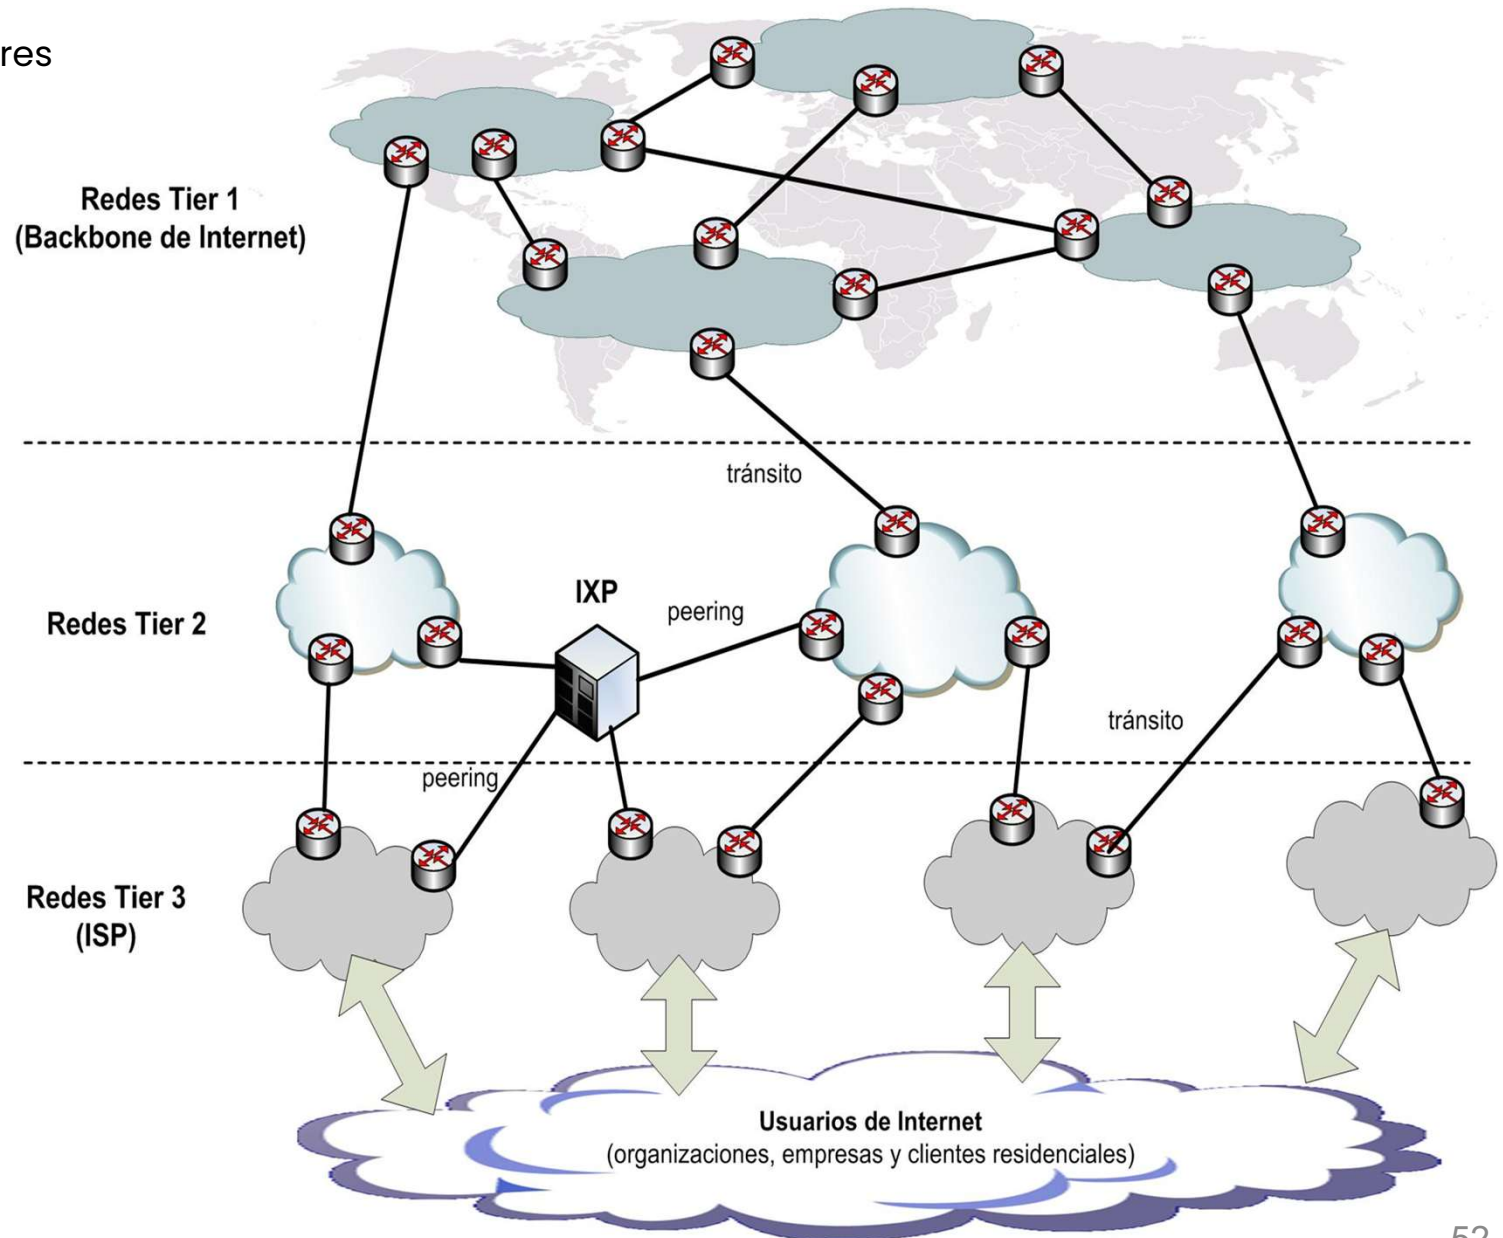 res
Redes Tier 1
(Backbone de Internet)
tránsito
IXP
peering
Redes Tier 2
tránsito
peering
Redes Tier 3
(ISP)
Usuarios de Internet
(organizaciones, empresas y clientes residenciales)
52